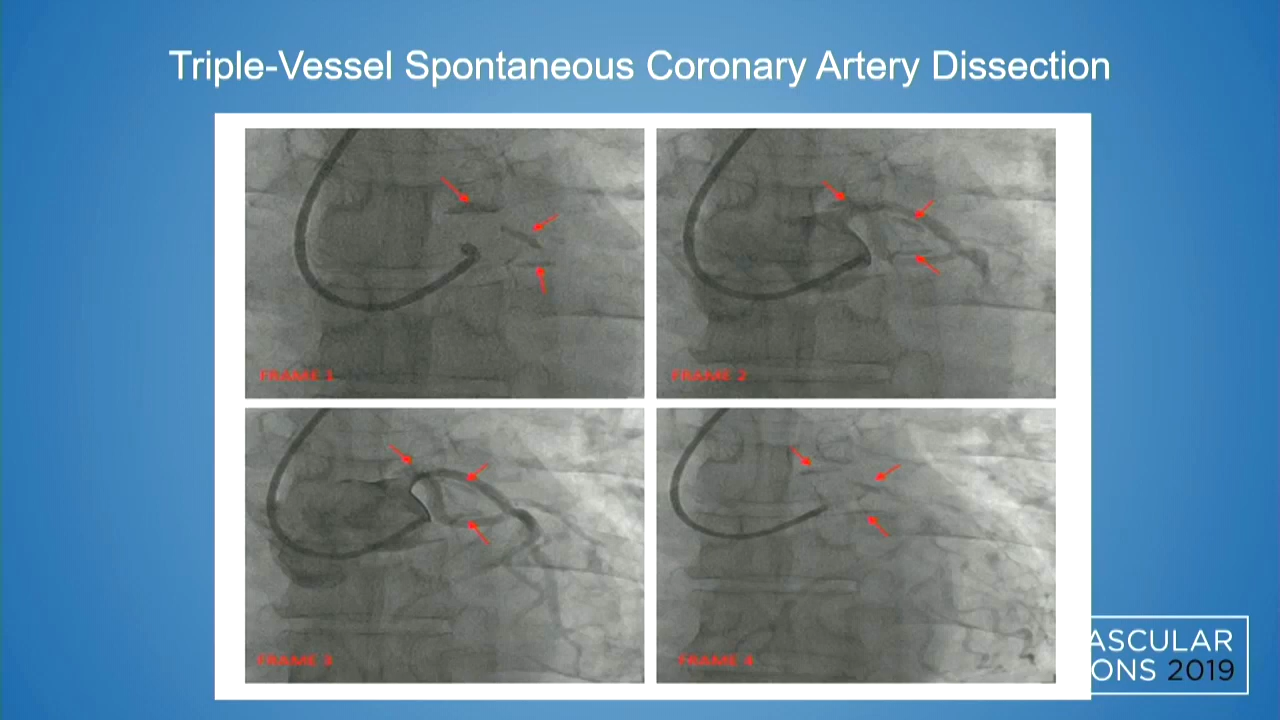 Triple-Vessel Spontaneous Coronary Artery Dissection
FRAME 1
FRAME 2
FRAME 3
FRAME 4
ASCULAR
ONS 2019